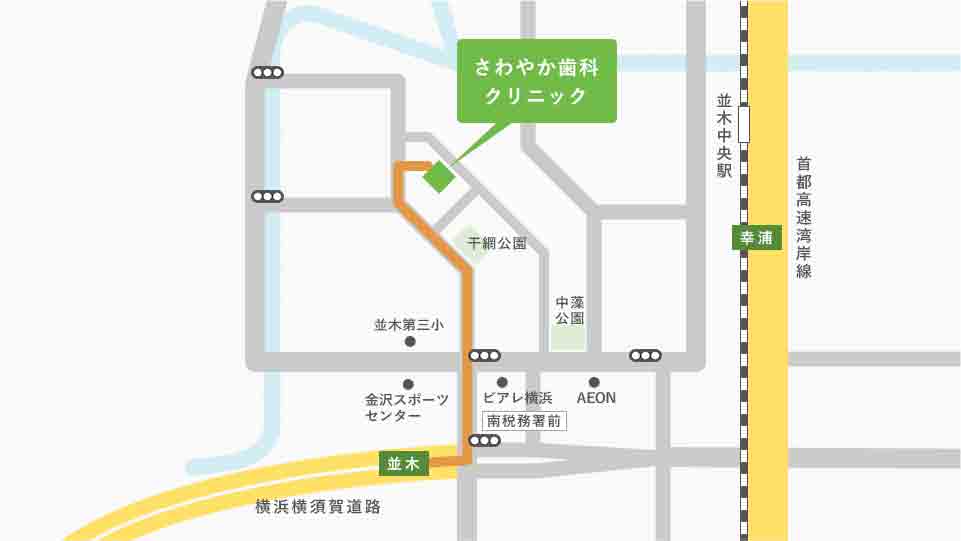 さわやか歯科
クリニック
並木中央駅
首都高速湾岸線
幸浦
干網公園
中藻
公園
並木第三小
金沢スポーツ
センター
ビアレ横浜
AEON
南税務署前
並木
横浜横須賀道路